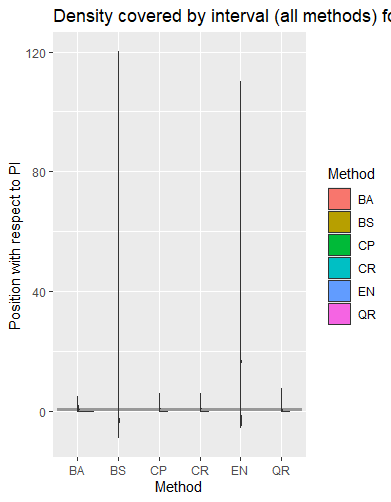 Density covered by interval (all methods) fo
120
80
40
0
Position with respect to PI
BA BS CP CR EN QR
Method
Method
BA
BS
CP
CR
EN
QR